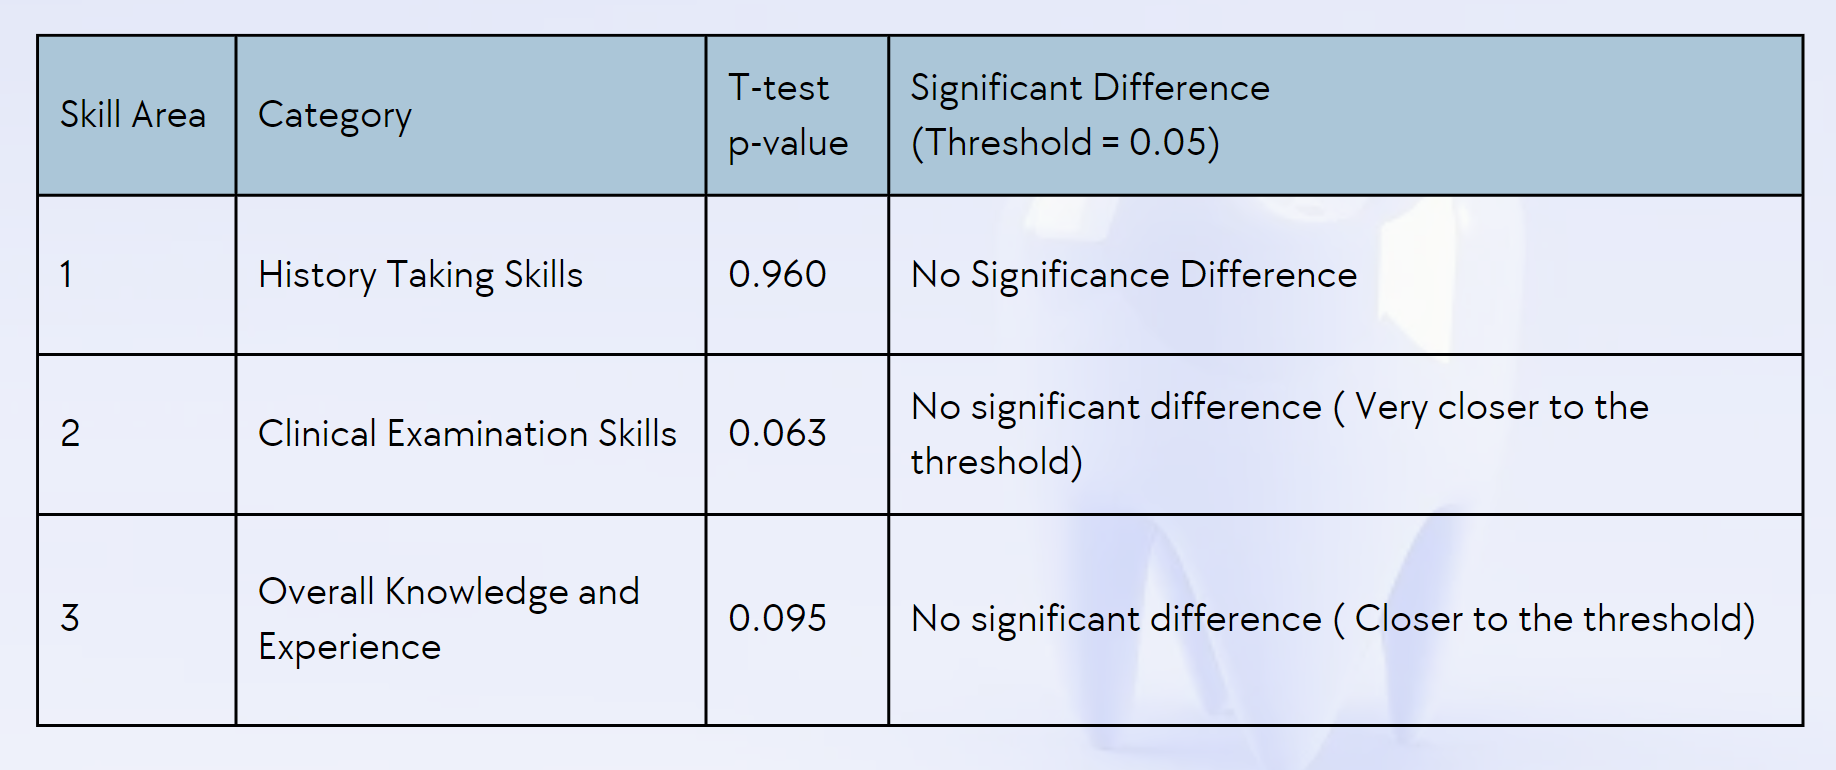 Skill Area
Category
T-test
p-value
Significant Difference
(Threshold = 0.05)
1
History Taking Skills
0.960
No Significance Difference
2
Clinical Examination Skills
0.063
No significant difference ( Very closer to the
threshold)
3
Overall Knowledge and
Experience
0.095
No significant difference ( Closer to the threshold)